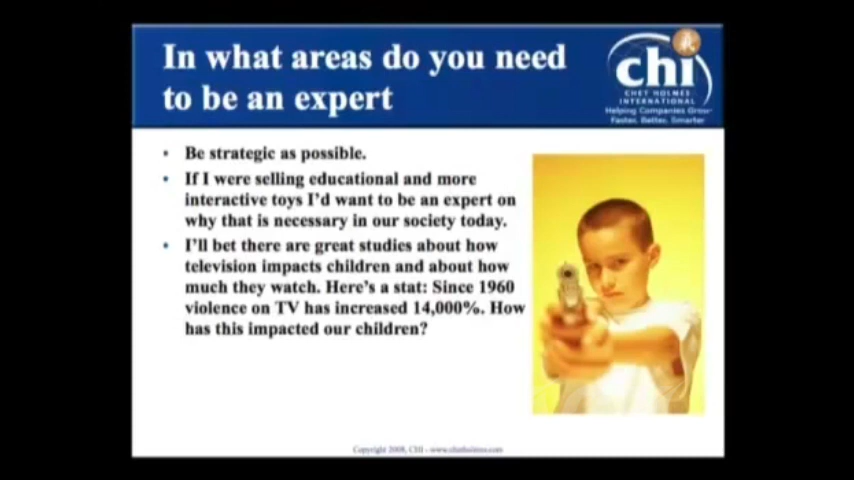 In what areas do you need
to be an expert
chi
CHET HOLMES
INTERNATIONAL
Helping Companies Grow
Faster, Better, Smarter
• Be strategic as possible.
• If I were selling educational and more
interactive toys I'd want to be an expert on
why that is necessary in our society today.
• I'll bet there are great studies about how
television impacts children and about how
much they watch. Here's a stat: Since 1960
violence on TV has increased 14,000%. How
has this impacted our children?
Copyright 2008, CHI - www.chetholmes.com